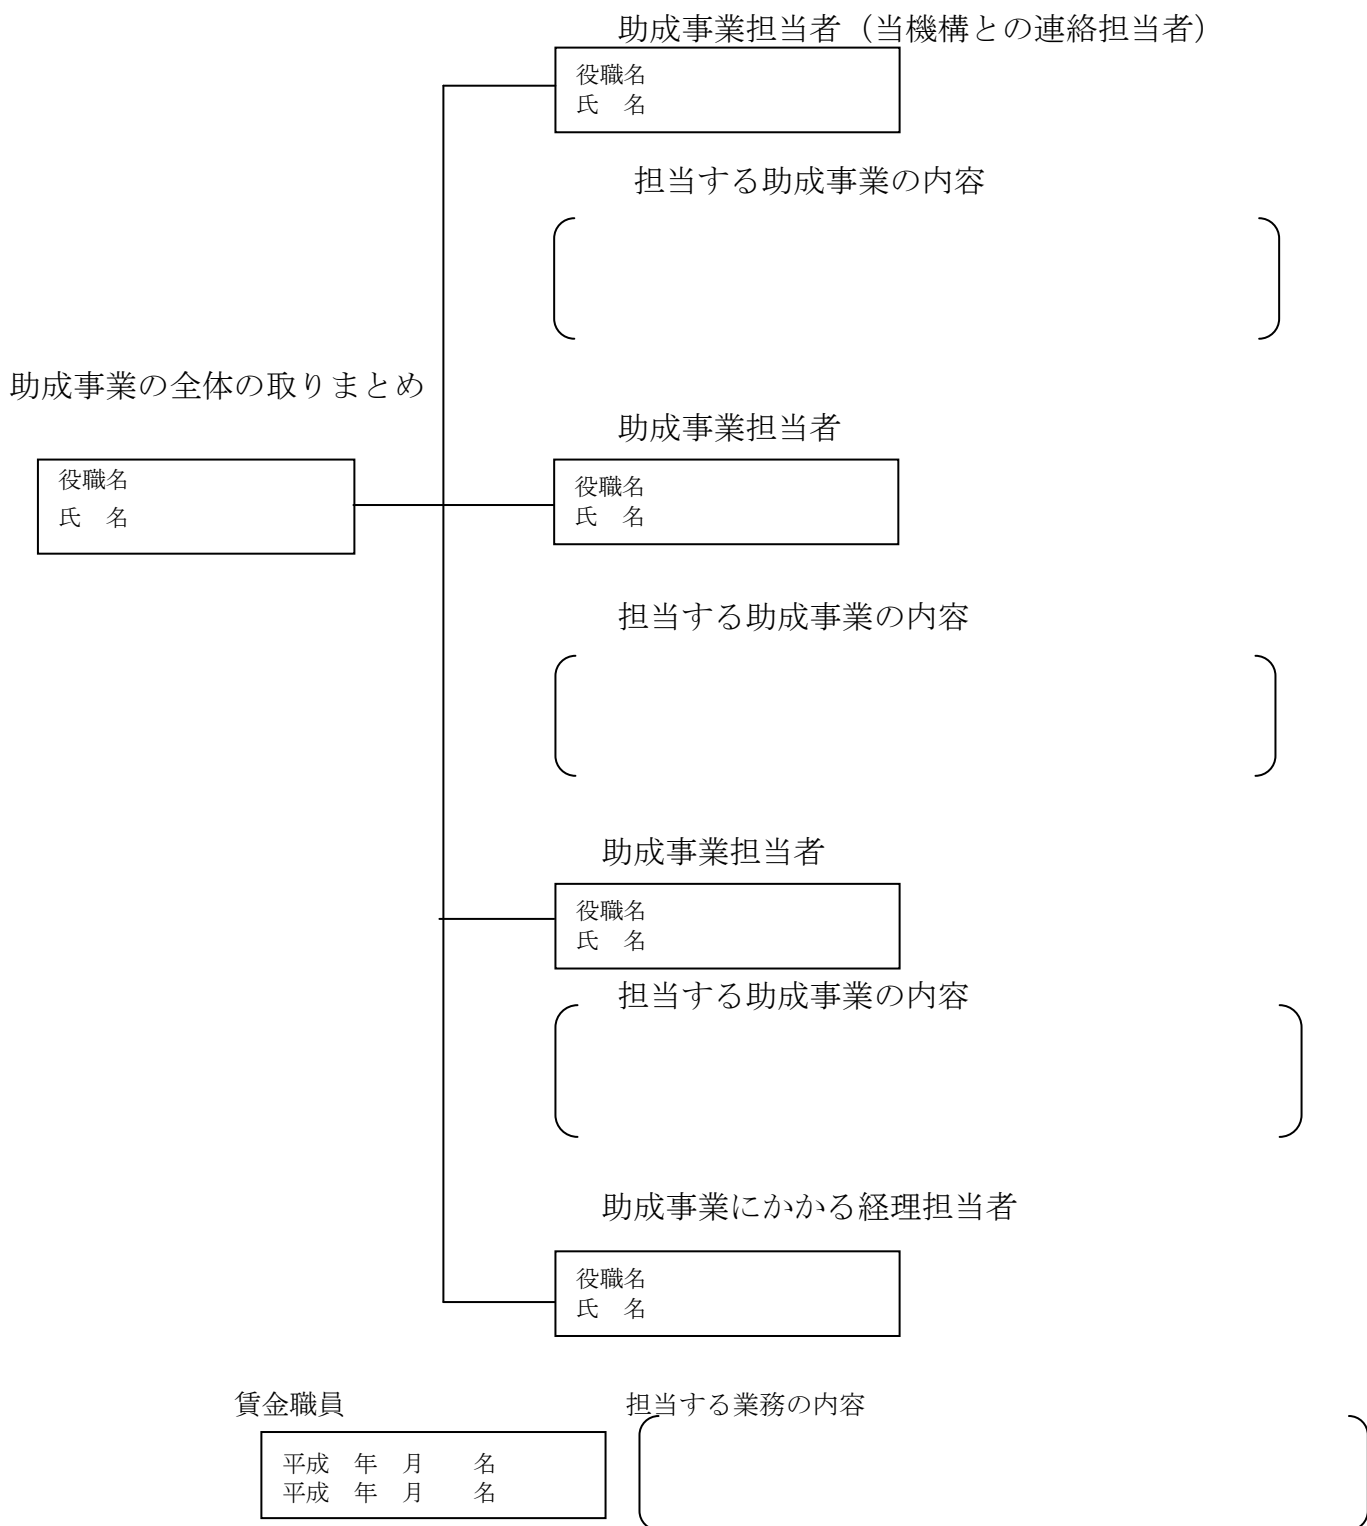 助成事業担当者（当機構との連絡担当者）
役職名
氏　名
担当する助成事業の内容
助成事業の全体の取りまとめ
役職名
氏　名
助成事業担当者
役職名
氏　名
担当する助成事業の内容
助成事業担当者
役職名
氏　名
担当する助成事業の内容
助成事業にかかる経理担当者
役職名
氏　名
賃金職員
平成　年　月　　名
平成　年　月　　名
担当する業務の内容